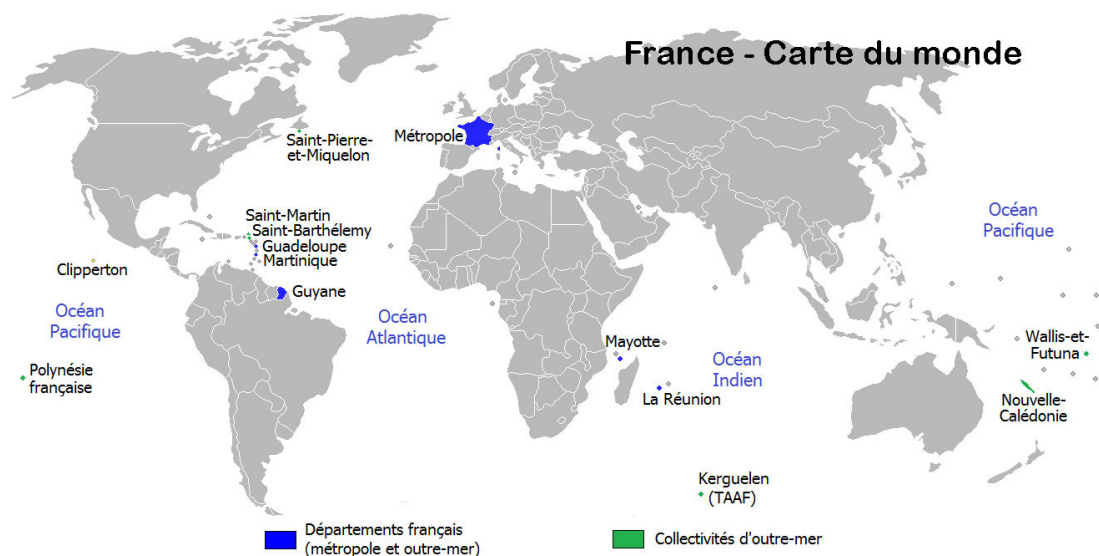 France - Carte du monde
Métropole
Saint-Pierre-
et-Miquelon
Saint-Martin
Saint-Barthélemy
Guadeloupe
Martinique
Clipperton
Guyane
Océan
Pacifique
Océan
Pacifique
Océan
Atlantique
Mayotte
Océan
Indien
Wallis-et-
Futuna
Polynésie
française
La Réunion
Nouvelle-
Calédonie
Kerguelen
(TAAF)
Départements français
(métropole et outre-mer)
Collectivités d'outre-mer